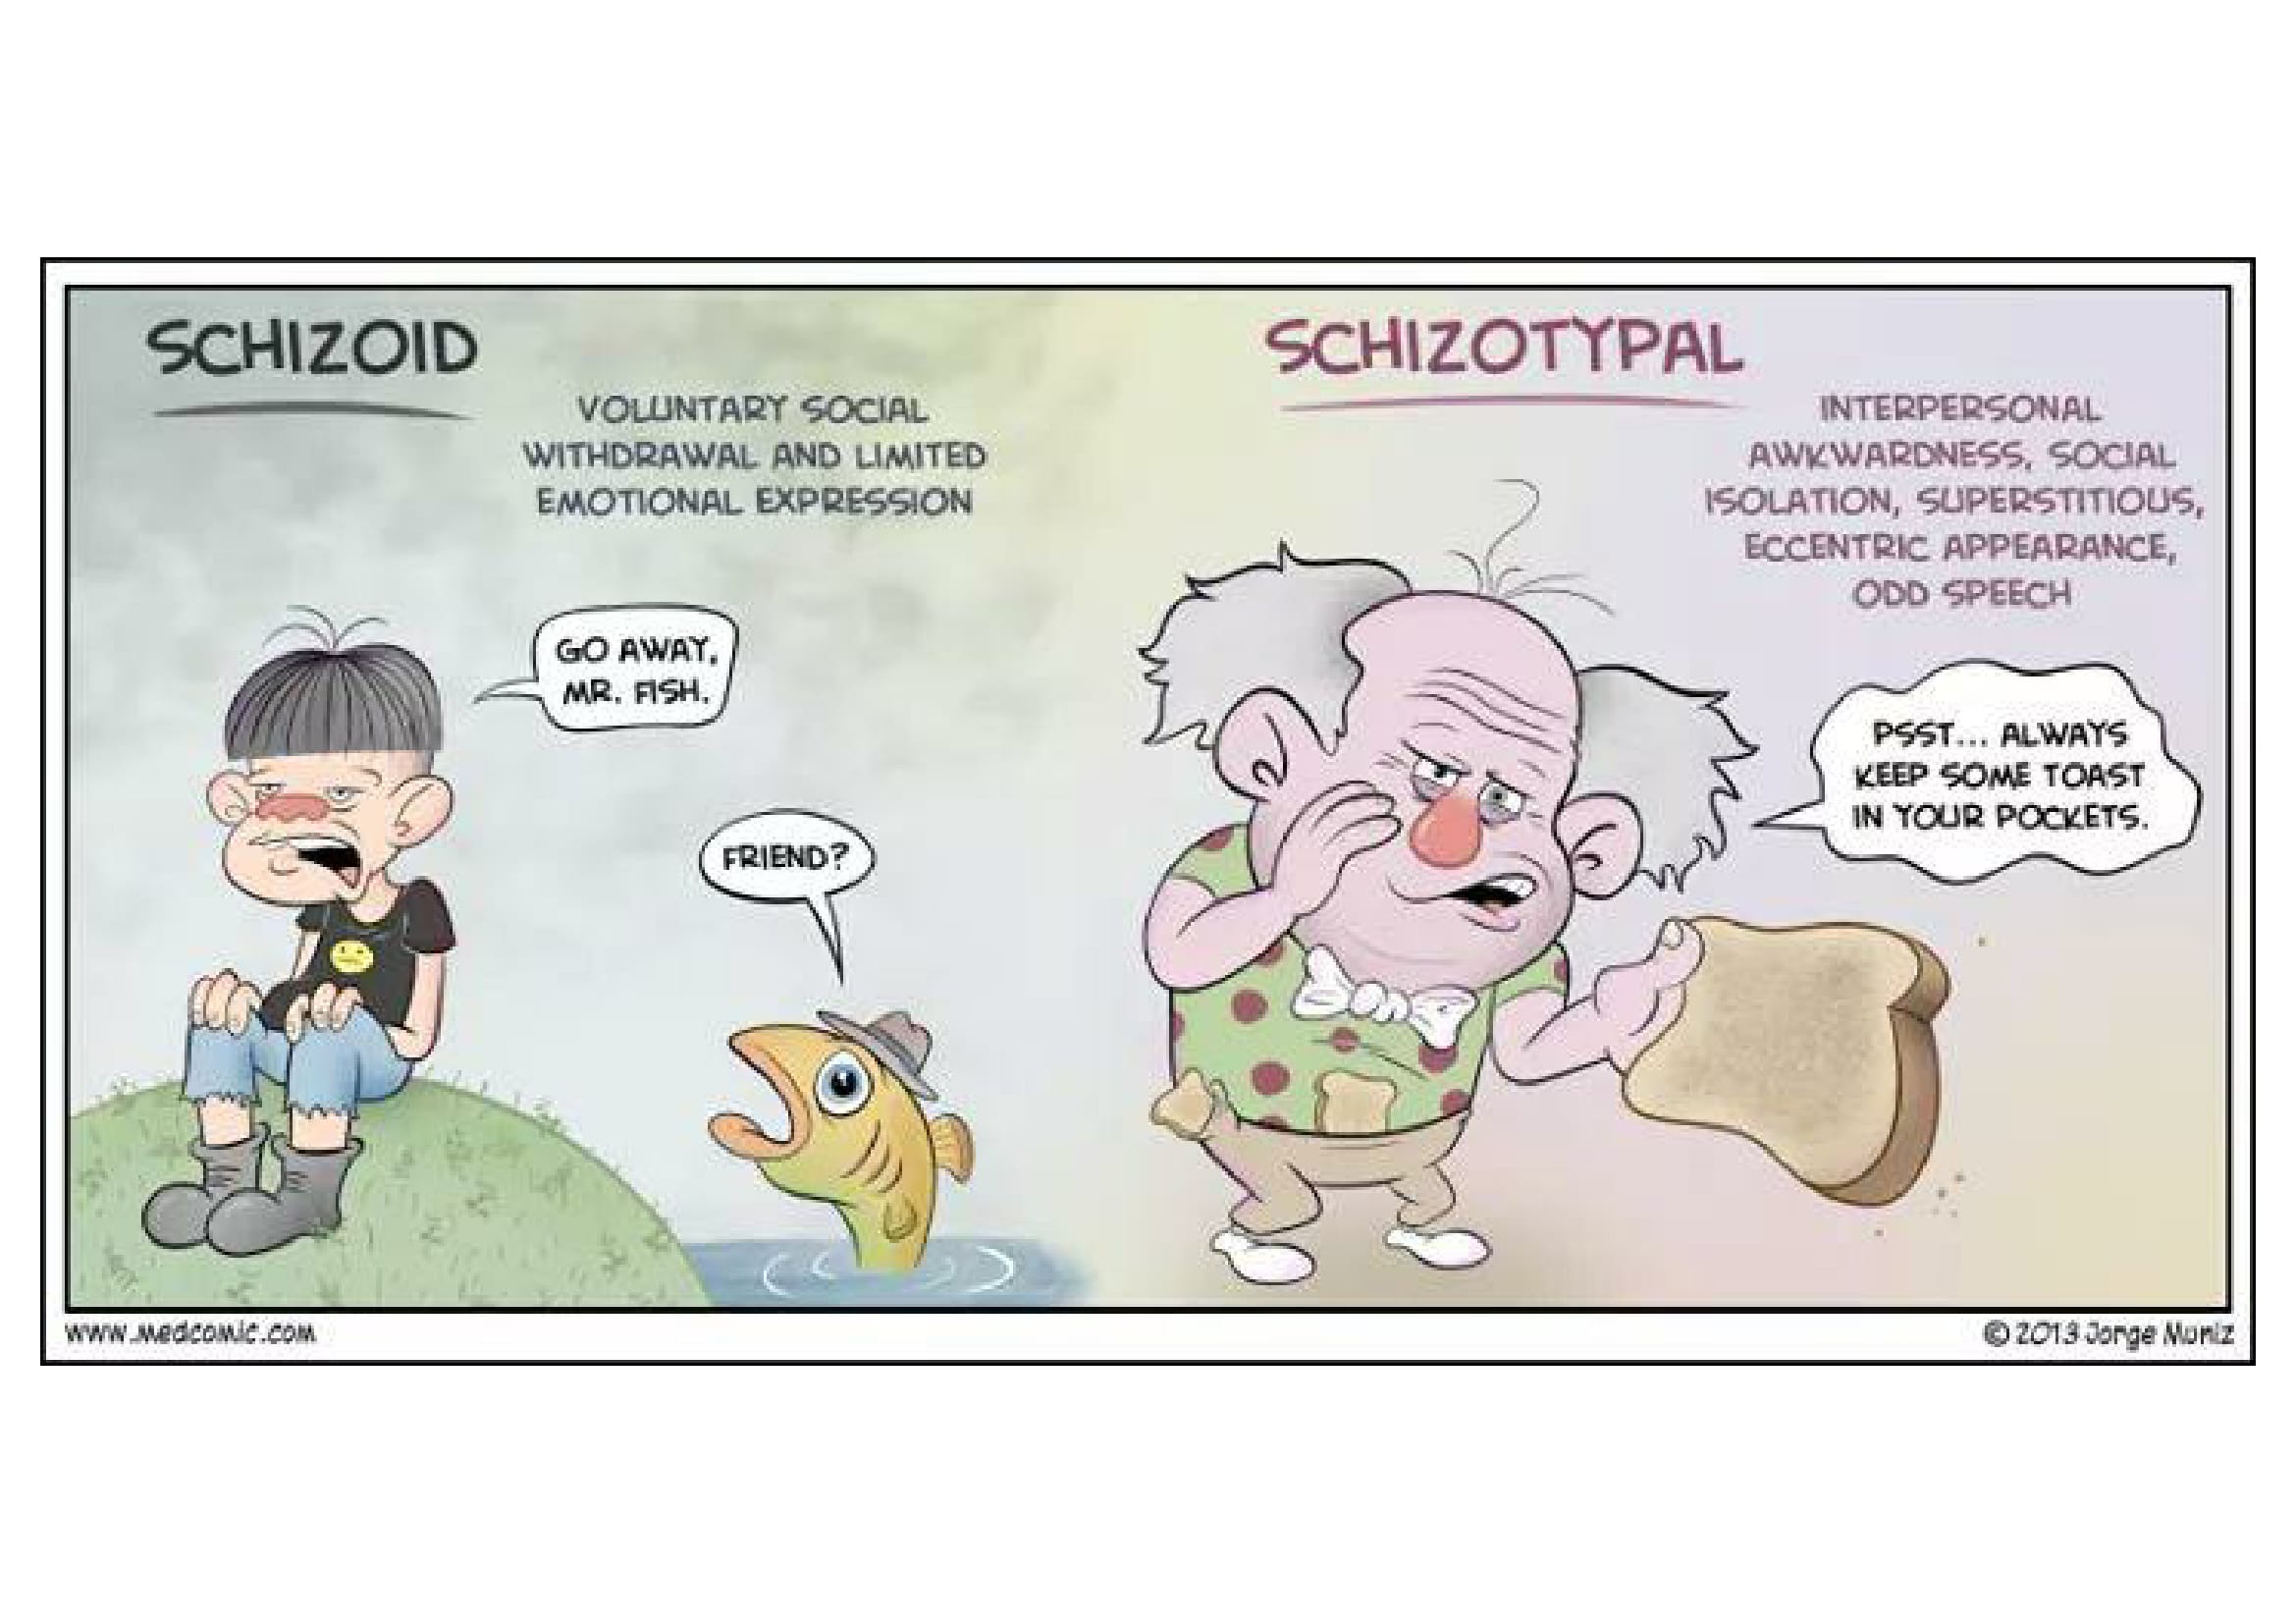 SCHIZOID
VOLUNTARY SOCIAL
WITHDRAWAL AND LIMITED
EMOTIONAL EXPRESSION
GO AWAY,
MR. FISH.
FRIEND?
SCHIZOTYPAL
INTERPERSONAL
AWKWARDNESS, SOCIAL
ISOLATION, SUPERSTITIOUS,
ECCENTRIC APPEARANCE,
ODD SPEECH
PSST... ALWAYS
KEEP SOME TOAST
IN YOUR POCKETS.
www.medcomic.com
© 2013 Jorge Muniz